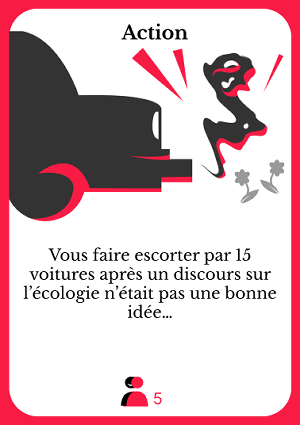 Action
Vous faire escorter par 15
voitures après un discours sur
l'écologie n'était pas une bonne
idée...
5